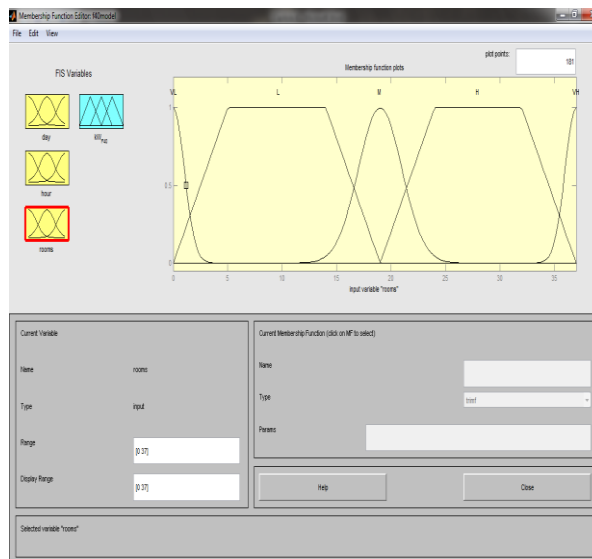 Membership Function Editor: M0model
File Edit View
FIS Variables
day
hour
rooms
plot points:
181
Membership function plots
VL L M H VH
1
0.5
0
0 5 10 15 20 25 30 35
input variable "rooms"
Current Variable
Name rooms
Type input
Range [0 37]
Display Range [0 37]
Current Membership Function (click on MF to select)
Name
Type
Params
Help Close
Selected variable "rooms"